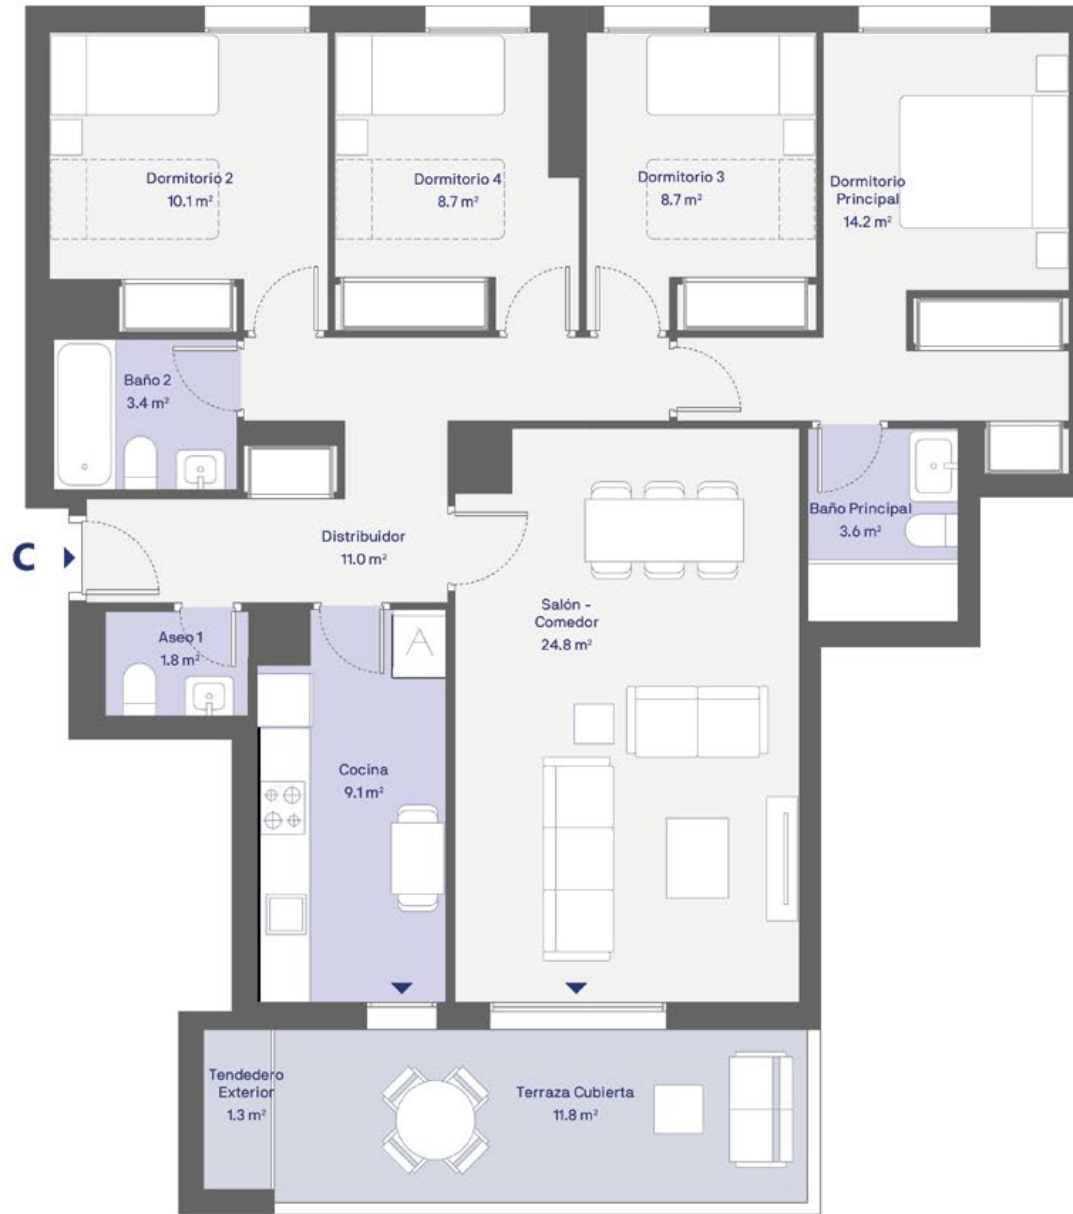 Dormitorio 2
10.1 m²
Dormitorio 4
8.7 m²
Dormitorio 3
8.7 m²
Dormitorio
Principal
14.2 m²
Baño 2
3.4 m²
Baño Principal
3.6 m²
Distribuidor
11.0 m²
C
Salón -
Comedor
24.8 m²
Aseo 1
1.8 m²
A
Cocina
9.1 m²
Tendedero
Exterior
1.3 m²
Terraza Cubierta
11.8 m²